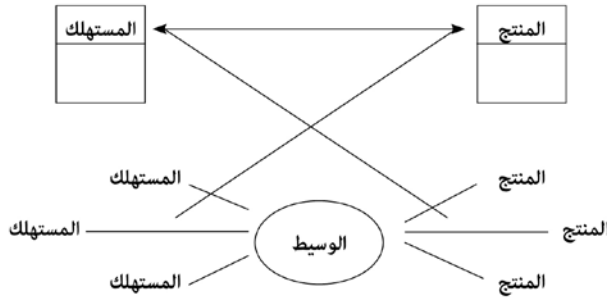 المنتج
المستهلك
المنتج
المستهلك
المنتج
الوسيط
المستهلك
المنتج
المستهلك